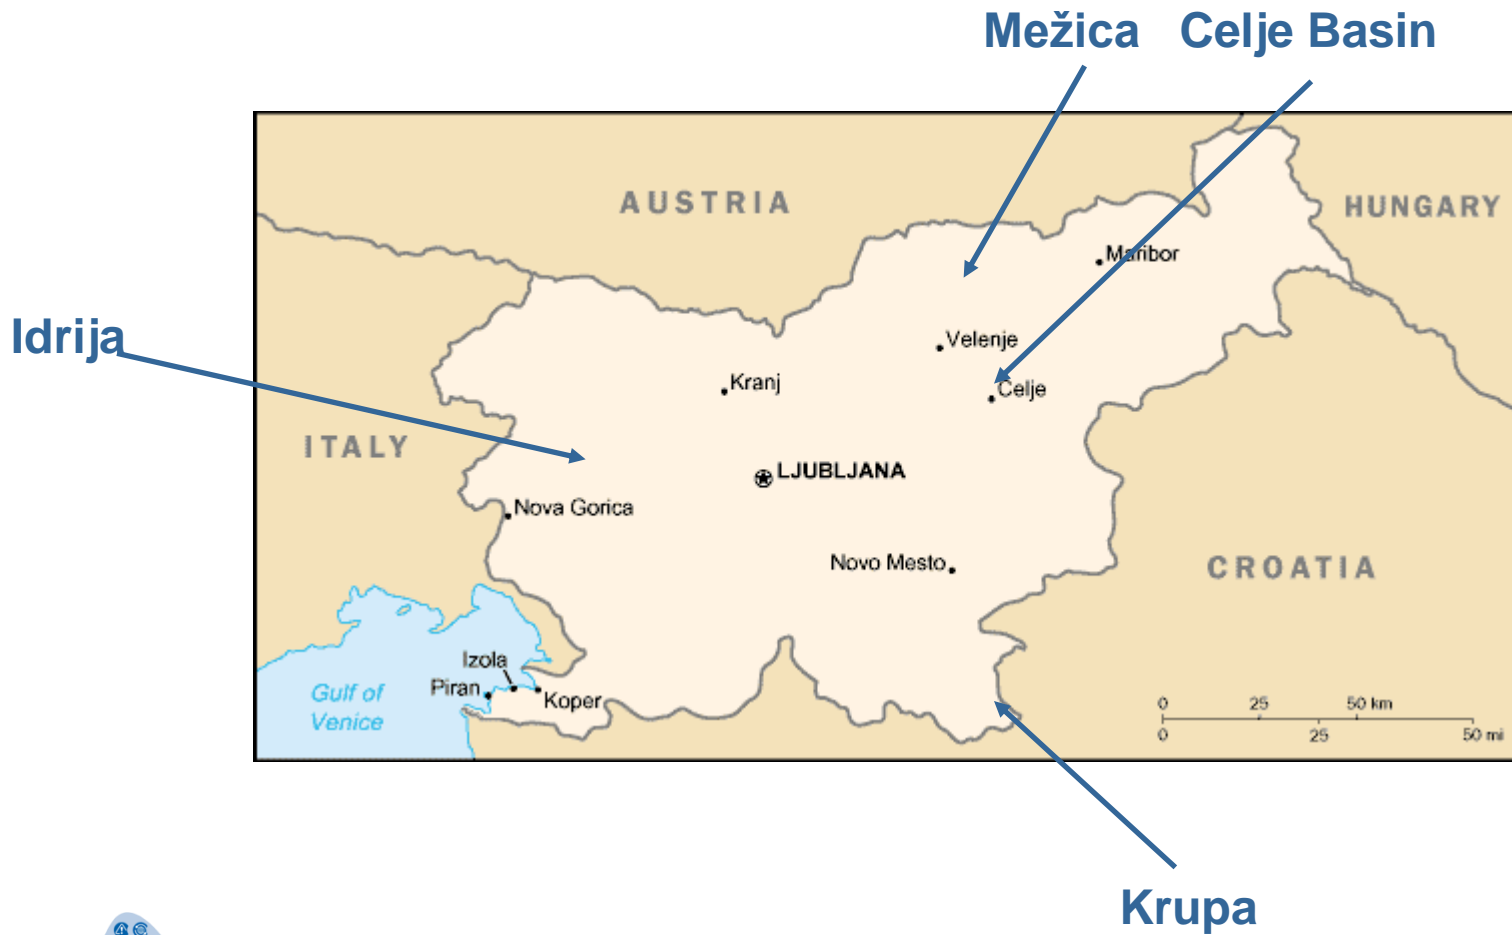 Mežica Celje Basin
AUSTRIA
HUNGARY
Maribor
Idrija
Velenje
Kranj
Celje
ITALY
LJUBLJANA
Nova Gorica
Novo Mesto
CROATIA
Izola
Piran
Koper
Gulf of
Venice
0 25 50 km
0 25 50 mi
Krupa